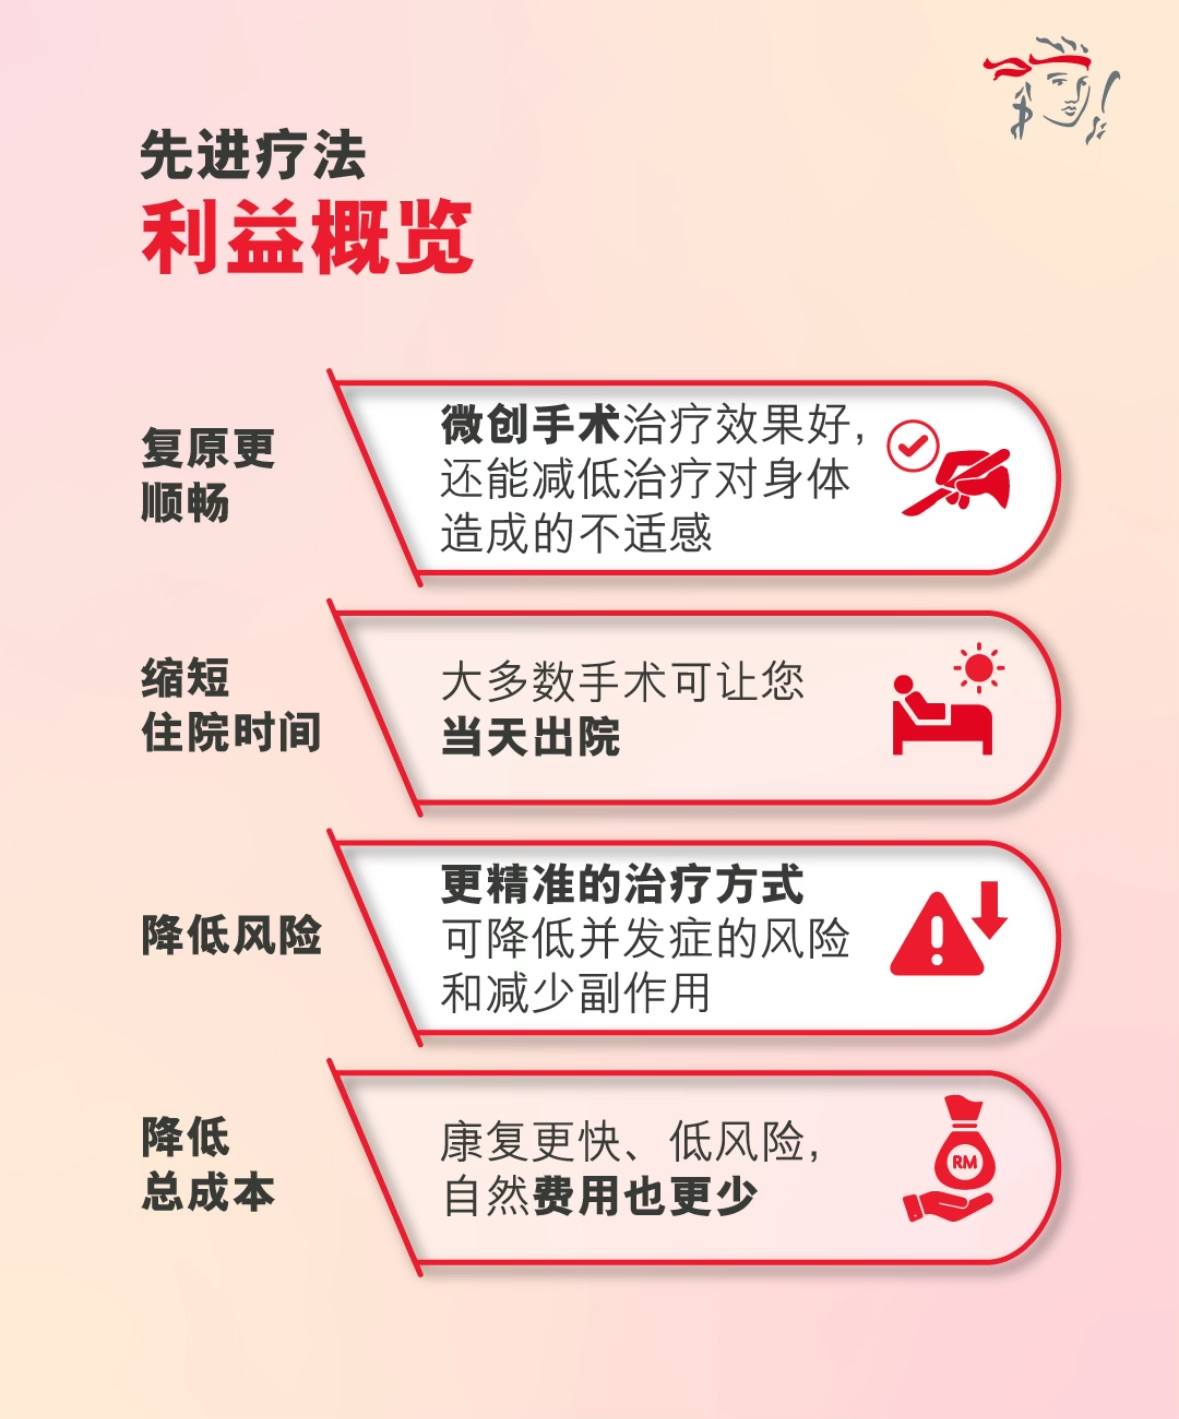 先进疗法
利益概览
复原更
顺畅
微创手术治疗效果好,
还能减低治疗对身体
造成的不适感
缩短
住院时间
大多数手术可让您
当天出院
降低风险
更精准的治疗方式
可降低并发症的风险
和减少副作用
降低
总成本
康复更快、低风险,
自然费用也更少
RM